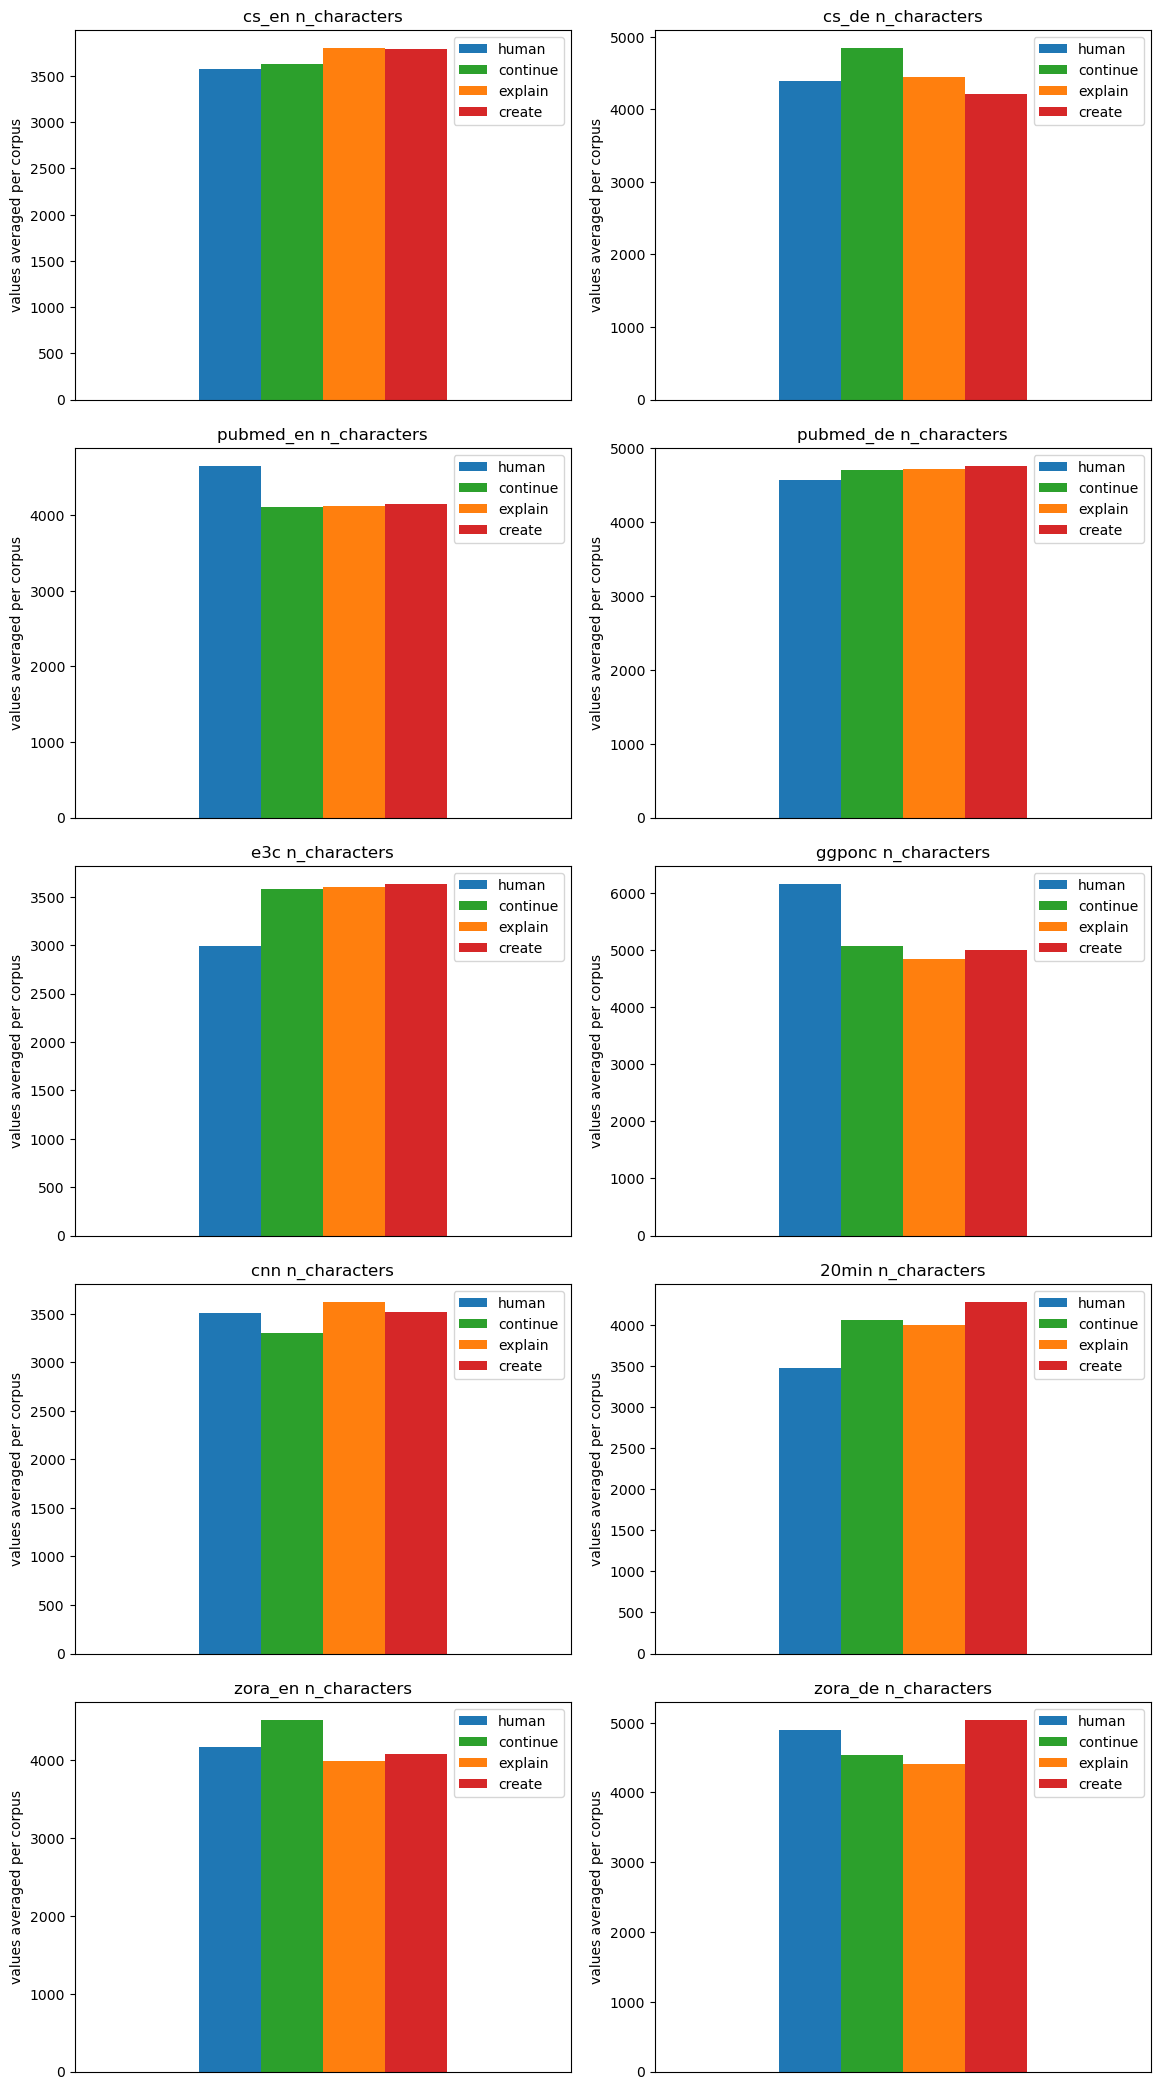 cs_en n_characters
values averaged per corpus
3500
3000
2500
2000
1500
1000
500
0
human
continue
explain
create
cs_de n_characters
values averaged per corpus
5000
4000
3000
2000
1000
0
human
continue
explain
create
pubmed_en n_characters
values averaged per corpus
4000
3000
2000
1000
0
human
continue
explain
create
pubmed_de n_characters
values averaged per corpus
5000
4000
3000
2000
1000
0
human
continue
explain
create
e3c n_characters
values averaged per corpus
3500
3000
2500
2000
1500
1000
500
0
human
continue
explain
create
ggponc n_characters
values averaged per corpus
6000
5000
4000
3000
2000
1000
0
human
continue
explain
create
cnn n_characters
values averaged per corpus
3500
3000
2500
2000
1500
1000
500
0
human
continue
explain
create
20min n_characters
values averaged per corpus
4000
3500
3000
2500
2000
1500
1000
500
0
human
continue
explain
create
zora_en n_characters
values averaged per corpus
4000
3000
2000
1000
0
human
continue
explain
create
zora_de n_characters
values averaged per corpus
5000
4000
3000
2000
1000
0
human
continue
explain
create